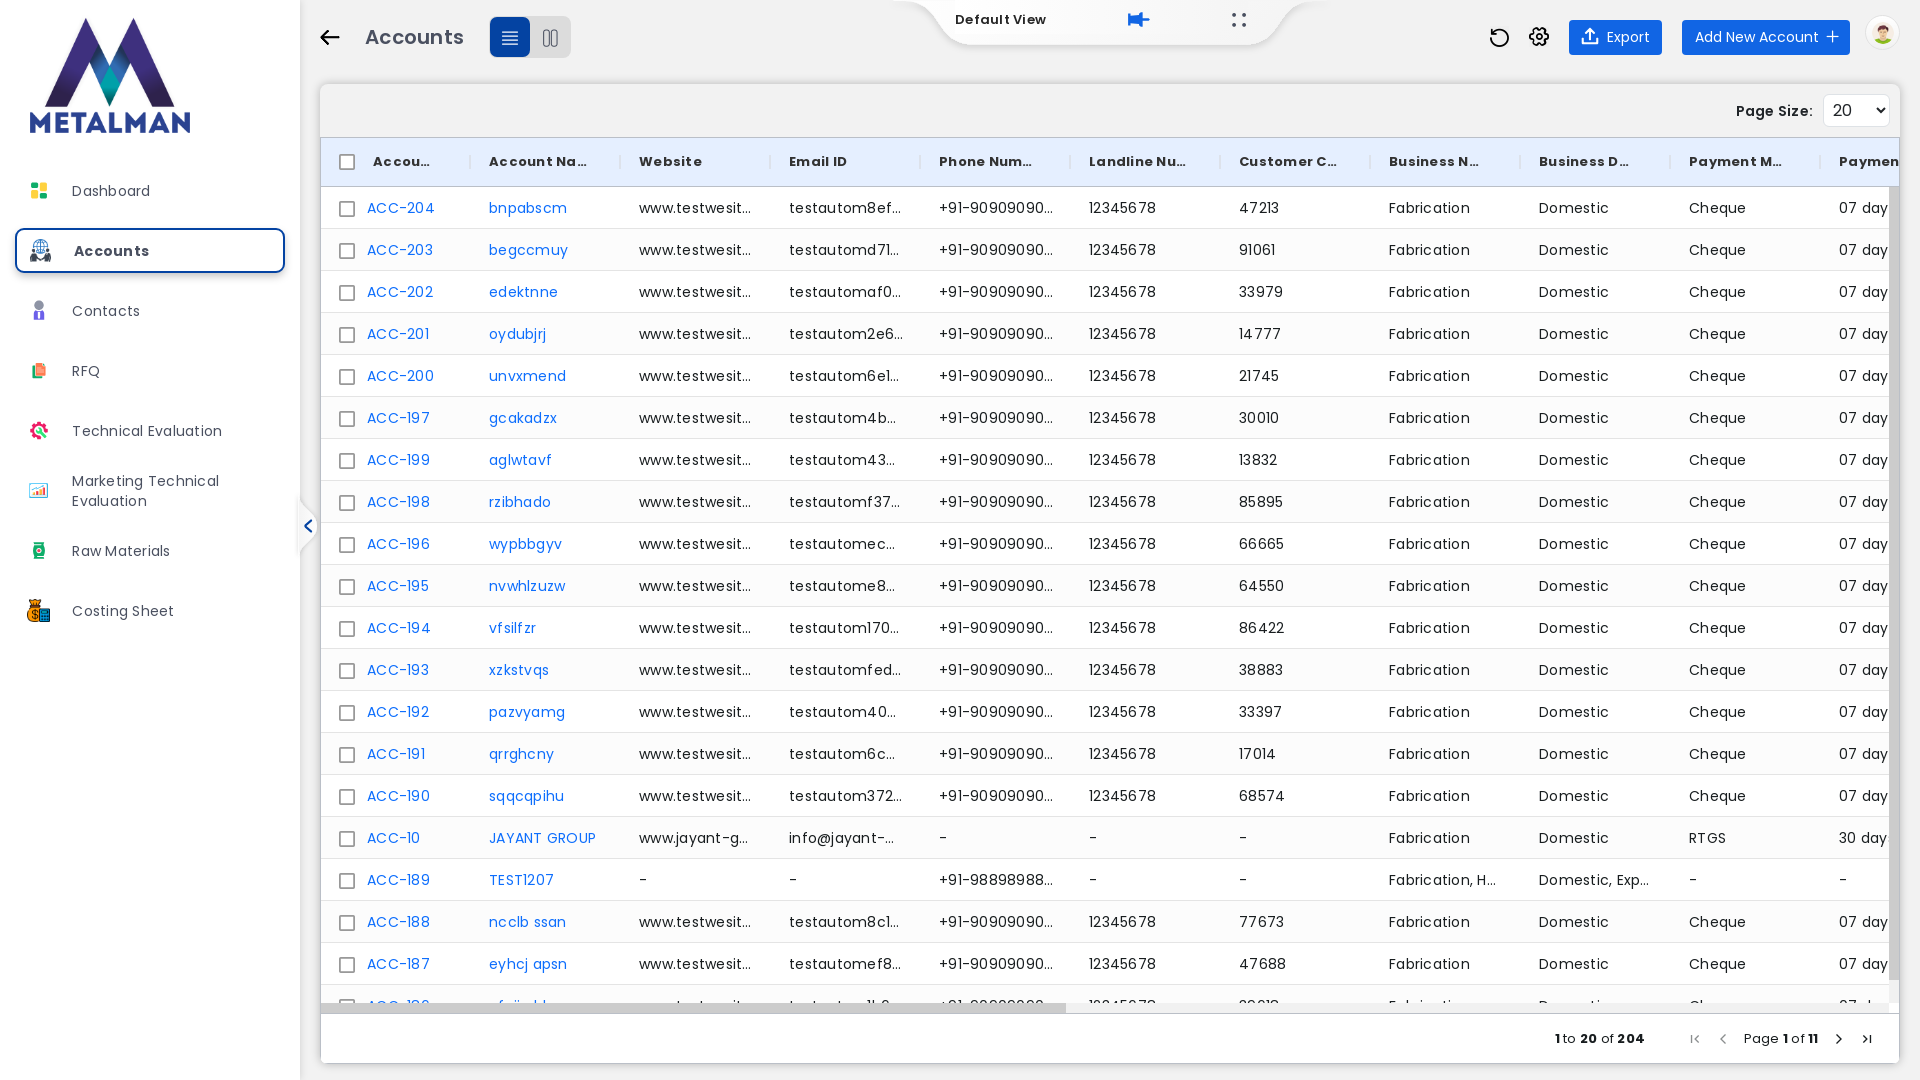 METALMAN
Dashboard
Accounts
Contacts
RFQ
Technical Evaluation
Marketing Technical
Evaluation
Raw Materials
Costing Sheet
Accounts
Default View
Export
Add New Account
Page Size: 20
Accou... Account Na... Website Email ID Phone Num... Landline Nu... Customer C... Business N... Business D... Payment M... Paymen
ACC-204 bnpabscm www.testwesit... testautom8ef... +91-90909090... 12345678 47213 Fabrication Domestic Cheque 07 day
ACC-203 begccmuy www.testwesit... testautomd71... +91-90909090... 12345678 91061 Fabrication Domestic Cheque 07 day
ACC-202 edektnne www.testwesit... testautomaf0... +91-90909090... 12345678 33979 Fabrication Domestic Cheque 07 day
ACC-201 oydubjrj www.testwesit... testautom2e6... +91-90909090... 12345678 14777 Fabrication Domestic Cheque 07 day
ACC-200 unvxmend www.testwesit... testautom6e1... +91-90909090... 12345678 21745 Fabrication Domestic Cheque 07 day
ACC-197 gcakadzx www.testwesit... testautom4b... +91-90909090... 12345678 30010 Fabrication Domestic Cheque 07 day
ACC-199 aglwtavf www.testwesit... testautom43... +91-90909090... 12345678 13832 Fabrication Domestic Cheque 07 day
ACC-198 rzibhado www.testwesit... testautomf37... +91-90909090... 12345678 85895 Fabrication Domestic Cheque 07 day
ACC-196 wypbbgyv www.testwesit... testautomec... +91-90909090... 12345678 66665 Fabrication Domestic Cheque 07 day
ACC-195 nvwhlzuzw www.testwesit... testautome8... +91-90909090... 12345678 64550 Fabrication Domestic Cheque 07 day
ACC-194 vfsilfzr www.testwesit... testautom170... +91-90909090... 12345678 86422 Fabrication Domestic Cheque 07 day
ACC-193 xzkstvqs www.testwesit... testautomfed... +91-90909090... 12345678 38883 Fabrication Domestic Cheque 07 day
ACC-192 pazvyamg www.testwesit... testautom40... +91-90909090... 12345678 33397 Fabrication Domestic Cheque 07 day
ACC-191 qrrghcny www.testwesit... testautom6c... +91-90909090... 12345678 17014 Fabrication Domestic Cheque 07 day
ACC-190 sqqcqpihu www.testwesit... testautom372... +91-90909090... 12345678 68574 Fabrication Domestic Cheque 07 day
ACC-10 JAYANT GROUP www.jayant-g... info@jayant-... - - - Fabrication Domestic RTGS 30 day
ACC-189 TEST1207 - - +91-98898988... - - Fabrication, H... Domestic, Exp... - -
ACC-188 ncclb ssan www.testwesit... testautom8c1... +91-90909090... 12345678 77673 Fabrication Domestic Cheque 07 day
ACC-187 eyhcj apsn www.testwesit... testautomef8... +91-90909090... 12345678 47688 Fabrication Domestic Cheque 07 day
1 to 20 of 204 Page 1 of 11